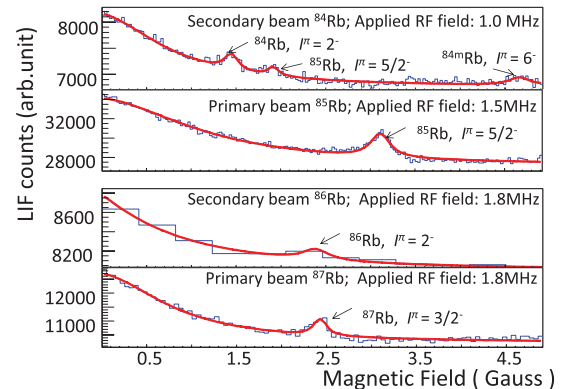 LIF counts (arb.unit)
8000
7000
Secondary beam ⁸⁴Rb; Applied RF field: 1.0 MHz
⁸⁴Rb, Iπ = 2-
⁸⁵Rb, Iπ = 5/2-
⁸⁴ᵐRb, Iπ = 6-
32000
28000
Primary beam ⁸⁵Rb; Applied RF field: 1.5MHz
⁸⁵Rb, Iπ = 5/2-
8600
8200
Secondary beam ⁸⁶Rb; Applied RF field: 1.8MHz
⁸⁶Rb, Iπ = 2-
12000
11000
Primary beam ⁸⁷Rb; Applied RF field: 1.8MHz
⁸⁷Rb, Iπ = 3/2-
0.5 1.5 2.5 3.5 4.5
Magnetic Field ( Gauss )